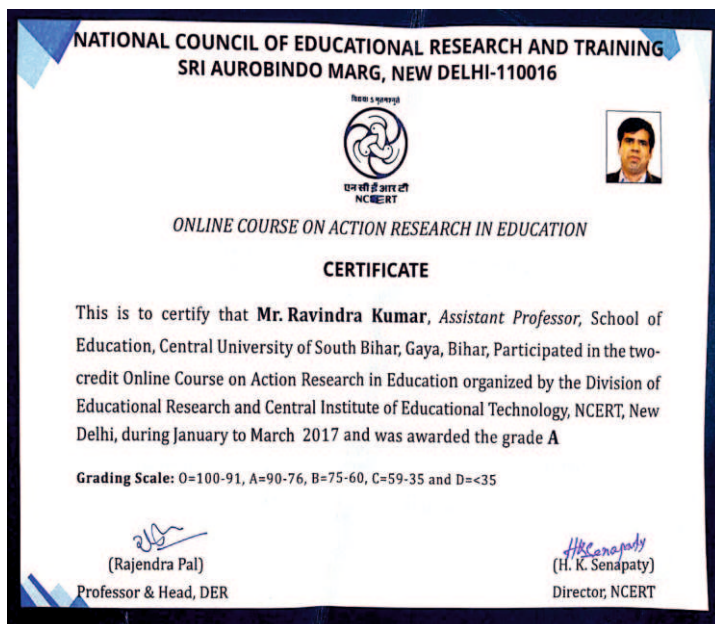 NATIONAL COUNCIL OF EDUCATIONAL RESEARCH AND TRAINING
SRI AUROBINDO MARG, NEW DELHI-110016
विद्यया ऽ मृतमश्नुते
एन सी ई आर टी
NCERT
ONLINE COURSE ON ACTION RESEARCH IN EDUCATION
CERTIFICATE
This is to certify that Mr. Ravindra Kumar, Assistant Professor, School of
Education, Central University of South Bihar, Gaya, Bihar, Participated in the two-
credit Online Course on Action Research in Education organized by the Division of
Educational Research and Central Institute of Educational Technology, NCERT, New
Delhi, during January to March 2017 and was awarded the grade A
Grading Scale: O=100-91, A=90-76, B=75-60, C=59-35 and D=<35
HKSenapaty
(Rajendra Pal)
(H. K. Senapaty)
Professor & Head, DER
Director, NCERT